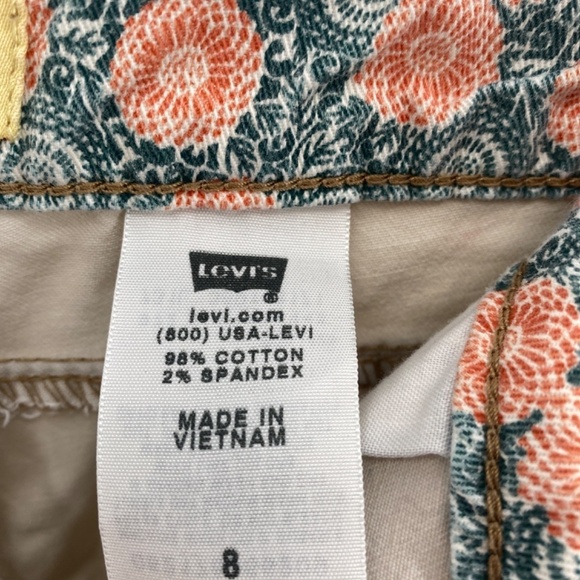 LEVI'S
®
levi.com
(800) USA-LEVI
98% COTTON
2% SPANDEX
MADE IN
VIETNAM
8